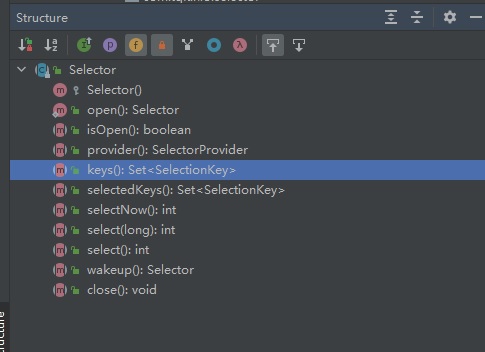 Structure
Selector
Selector()
open(): Selector
isOpen(): boolean
provider(): SelectorProvider
keys(): Set<SelectionKey>
selectedKeys(): Set<SelectionKey>
selectNow(): int
select(long): int
select(): int
wakeup(): Selector
close(): void